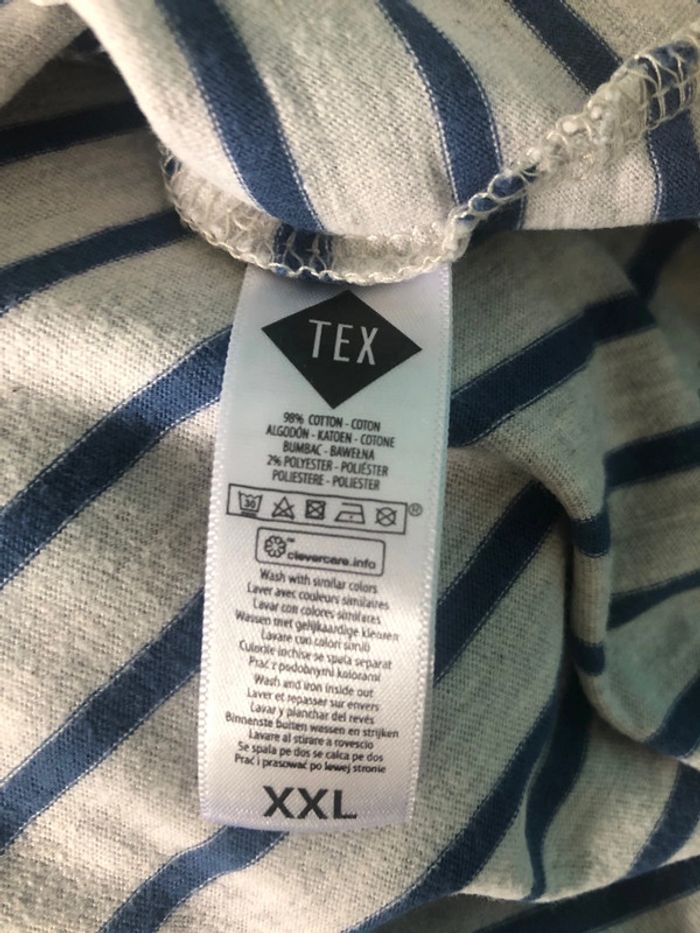 TEX
98% COTTON - COTON
ALGODÓN - KATOEN - COTONE
BUMBAC - BAWEŁNA
2% POLYESTER - POLIÉSTER
POLIESTERE - POLIESTER
30 ®
™
clevercare.info
Wash with similar colors
Laver avec couleurs similaires
Lavar con colores similares
Wassen met gelijkaardige kleuren
Lavare con colori simili
Culorile inchise se spala separat
Prać z podobnymi kolorami
Wash and iron inside out
Laver et repasser sur envers
Lavar y planchar del revés
Binnenste buiten wassen en strijken
Lavare al stirare a rovescio
Se spala pe dos se calca pe dos
Prać i prasować po lewej stronie
XXL